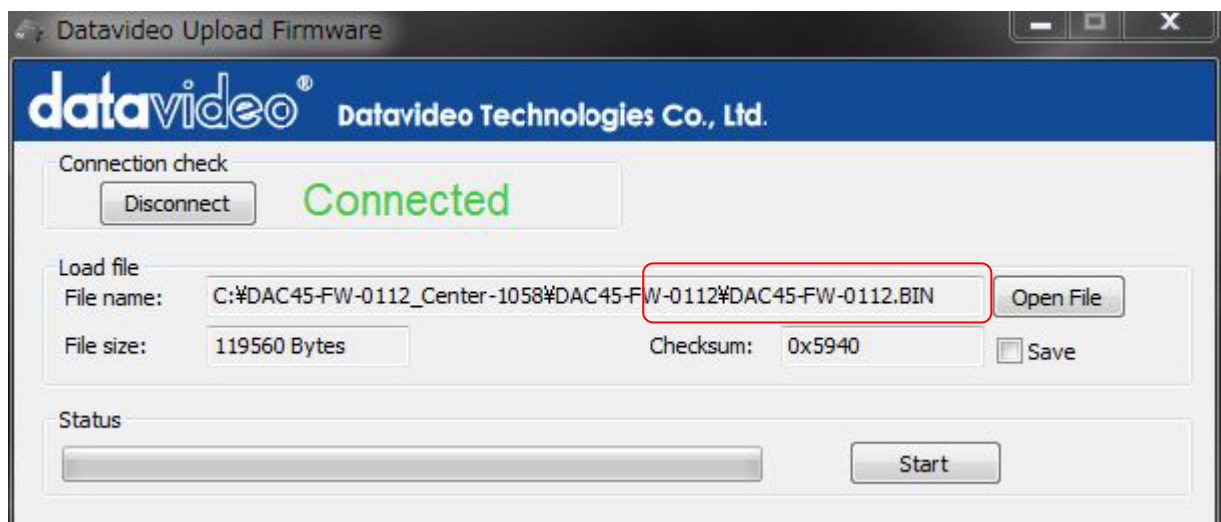 Datavideo Upload Firmware
datavideo® Datavideo Technologies Co., Ltd.
Connection check
Disconnect Connected
Load file
File name: C:¥DAC45-FW-0112_Center-1058¥DAC45-FW-0112¥DAC45-FW-0112.BIN Open File
File size: 119560 Bytes Checksum: 0x5940 Save
Status
Start